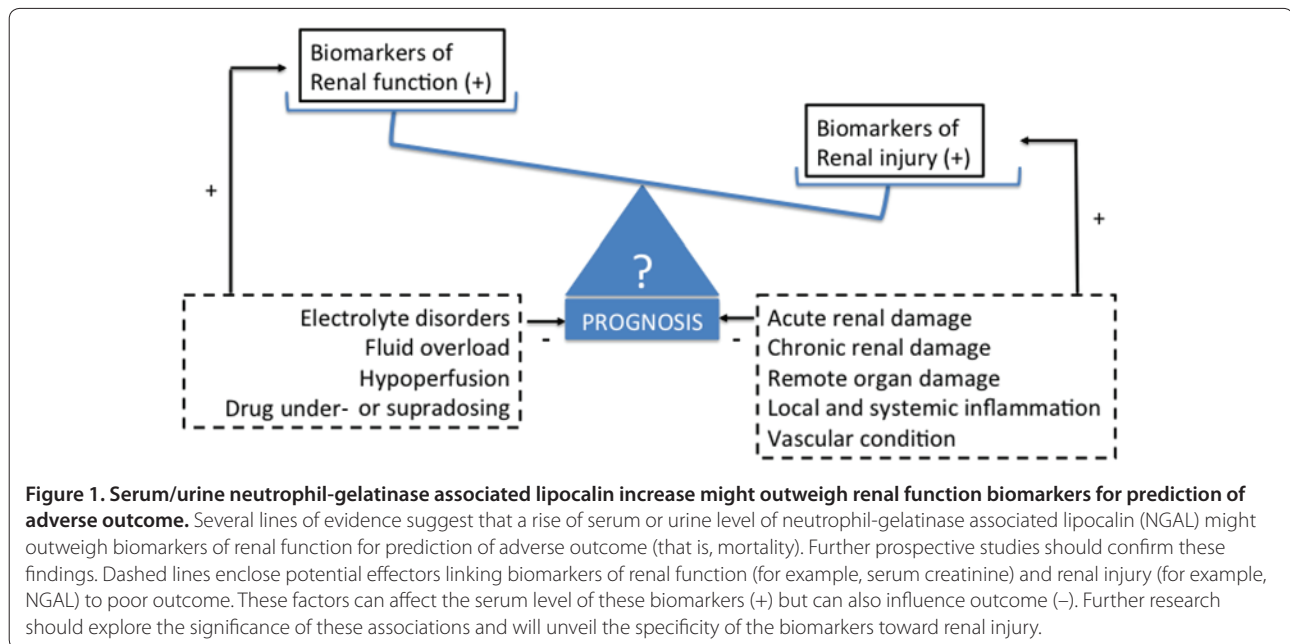 Biomarkers of
Renal function (+)
Biomarkers of
Renal injury (+)
+
+
?
PROGNOSIS
-
-
Electrolyte disorders
Fluid overload
Hypoperfusion
Drug under- or supradosing
Acute renal damage
Chronic renal damage
Remote organ damage
Local and systemic inflammation
Vascular condition
Figure 1. Serum/urine neutrophil-gelatinase associated lipocalin increase might outweigh renal function biomarkers for prediction of
adverse outcome. Several lines of evidence suggest that a rise of serum or urine level of neutrophil-gelatinase associated lipocalin (NGAL) might
outweigh biomarkers of renal function for prediction of adverse outcome (that is, mortality). Further prospective studies should confirm these
findings. Dashed lines enclose potential effectors linking biomarkers of renal function (for example, serum creatinine) and renal injury (for example,
NGAL) to poor outcome. These factors can affect the serum level of these biomarkers (+) but can also influence outcome (–). Further research
should explore the significance of these associations and will unveil the specificity of the biomarkers toward renal injury.